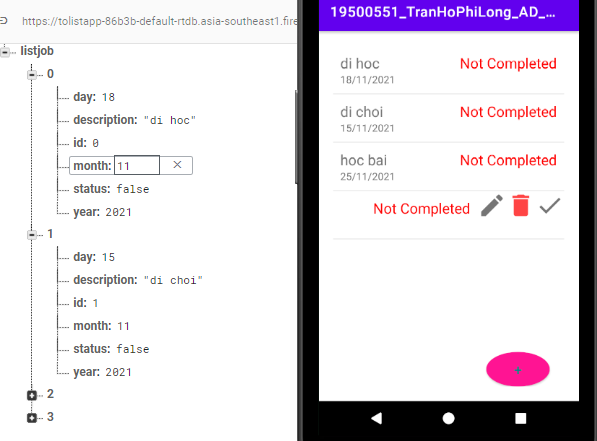 https://tolistapp-86b3b-default-rtdb.asia-southeast1.fire
listjob
0
day: 18
description: "di hoc"
id: 0
month: 11
status: false
year: 2021
1
day: 15
description: "di choi"
id: 1
month: 11
status: false
year: 2021
2
3
19500551_TranHoPhiLong_AD_...
di hoc
Not Completed
18/11/2021
di choi
Not Completed
15/11/2021
hoc bai
Not Completed
25/11/2021
Not Completed
+